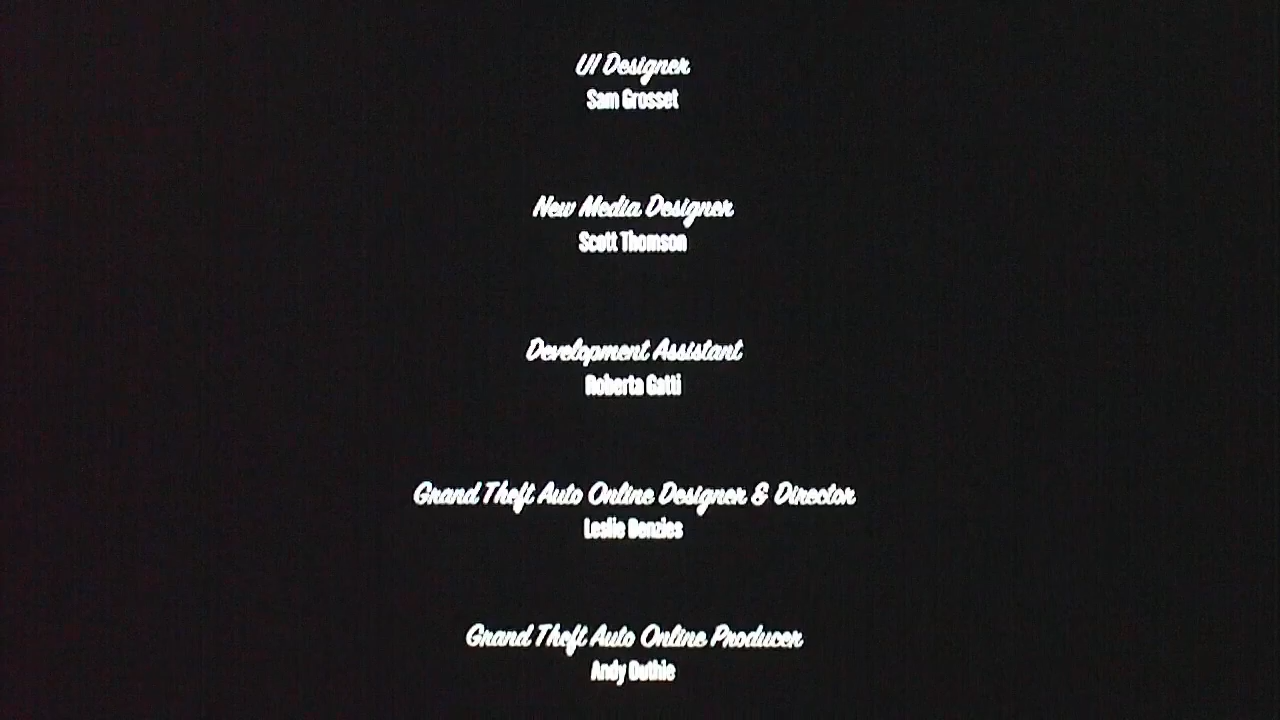 UI Designer
Sam Grosset
New Media Designer
Scott Thomson
Development Assistant
Roberta Gatti
Grand Theft Auto Online Designer & Director
Leslie Benzies
Grand Theft Auto Online Producer
Andy Duthie